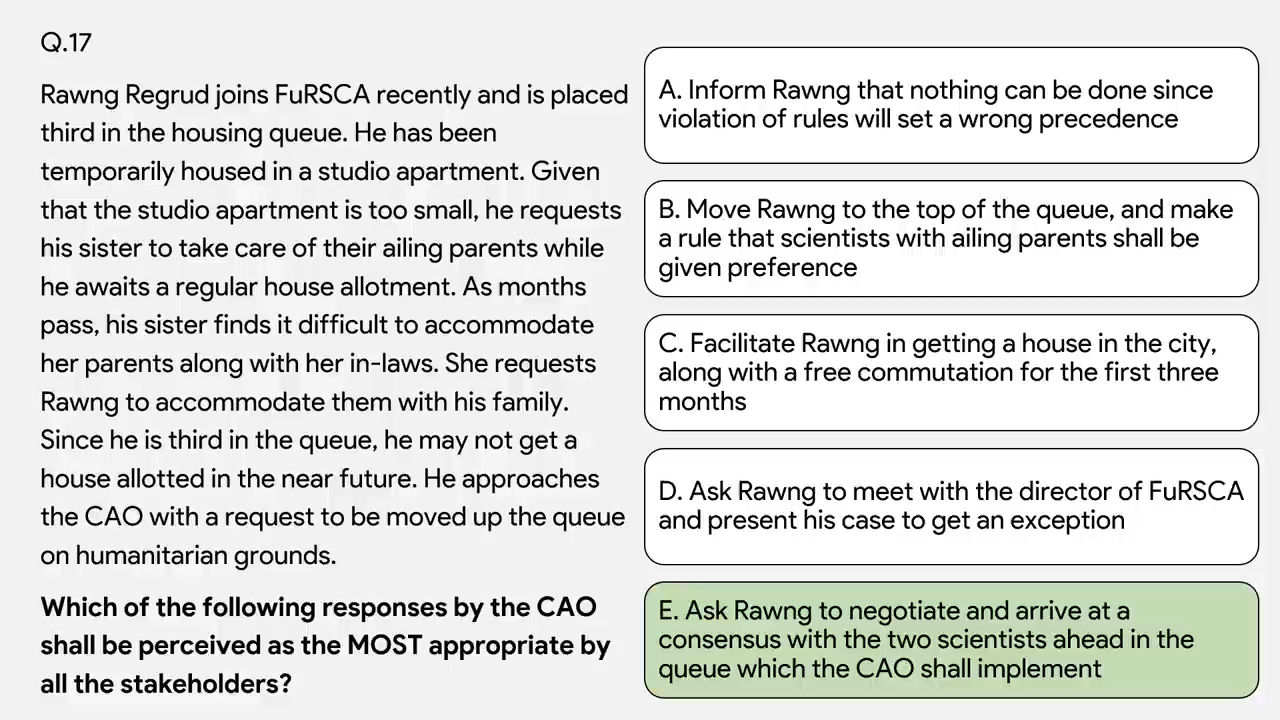 Q.17
Rawng Regrud joins FuRSCA recently and is placed
third in the housing queue. He has been
temporarily housed in a studio apartment. Given
that the studio apartment is too small, he requests
his sister to take care of their ailing parents while
he awaits a regular house allotment. As months
pass, his sister finds it difficult to accommodate
her parents along with her in-laws. She requests
Rawng to accommodate them with his family.
Since he is third in the queue, he may not get a
house allotted in the near future. He approaches
the CAO with a request to be moved up the queue
on humanitarian grounds.
Which of the following responses by the CAO
shall be perceived as the MOST appropriate by
all the stakeholders?
A. Inform Rawng that nothing can be done since
violation of rules will set a wrong precedence
B. Move Rawng to the top of the queue, and make
a rule that scientists with ailing parents shall be
given preference
C. Facilitate Rawng in getting a house in the city,
along with a free commutation for the first three
months
D. Ask Rawng to meet with the director of FuRSCA
and present his case to get an exception
E. Ask Rawng to negotiate and arrive at a
consensus with the two scientists ahead in the
queue which the CAO shall implement